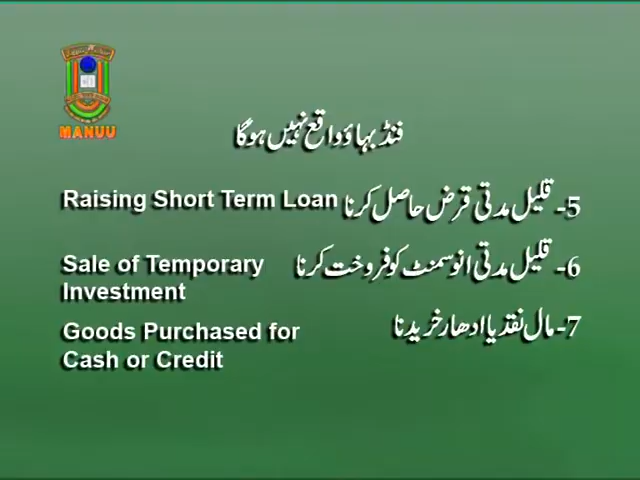 MANUU
فنڈ بہاؤ واقع نہیں ہوگا
5- قلیل مدتی قرض حاصل کرنا
Raising Short Term Loan
6- قلیل مدتی انوسمنٹ کو فروخت کرنا
Sale of Temporary
Investment
7- مال نقد یا ادھار خریدنا
Goods Purchased for
Cash or Credit